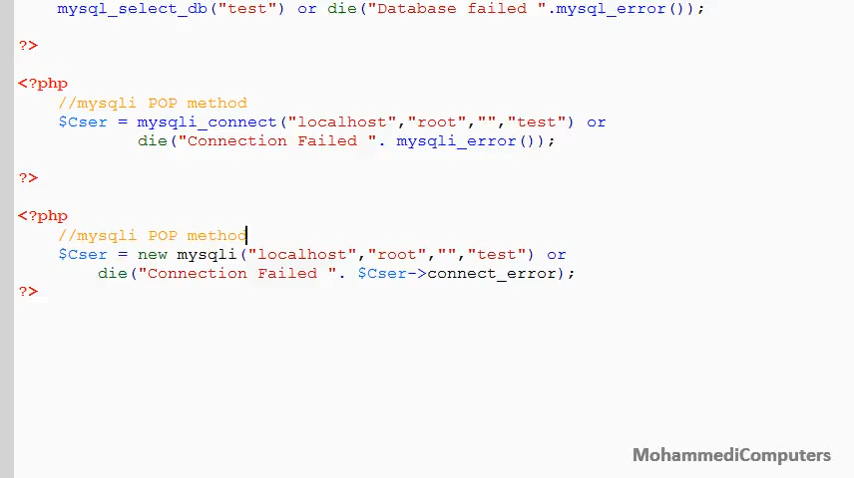 mysql_select_db("test") or die("Database failed ".mysql_error());
?>
<?php
//mysqli POP method
$Cser = mysqli_connect("localhost","root","","test") or
die("Connection Failed ". mysqli_error());
?>
<?php
//mysqli POP method
$Cser = new mysqli("localhost","root","","test") or
die("Connection Failed ". $Cser->connect_error);
?>
MohammediComputers